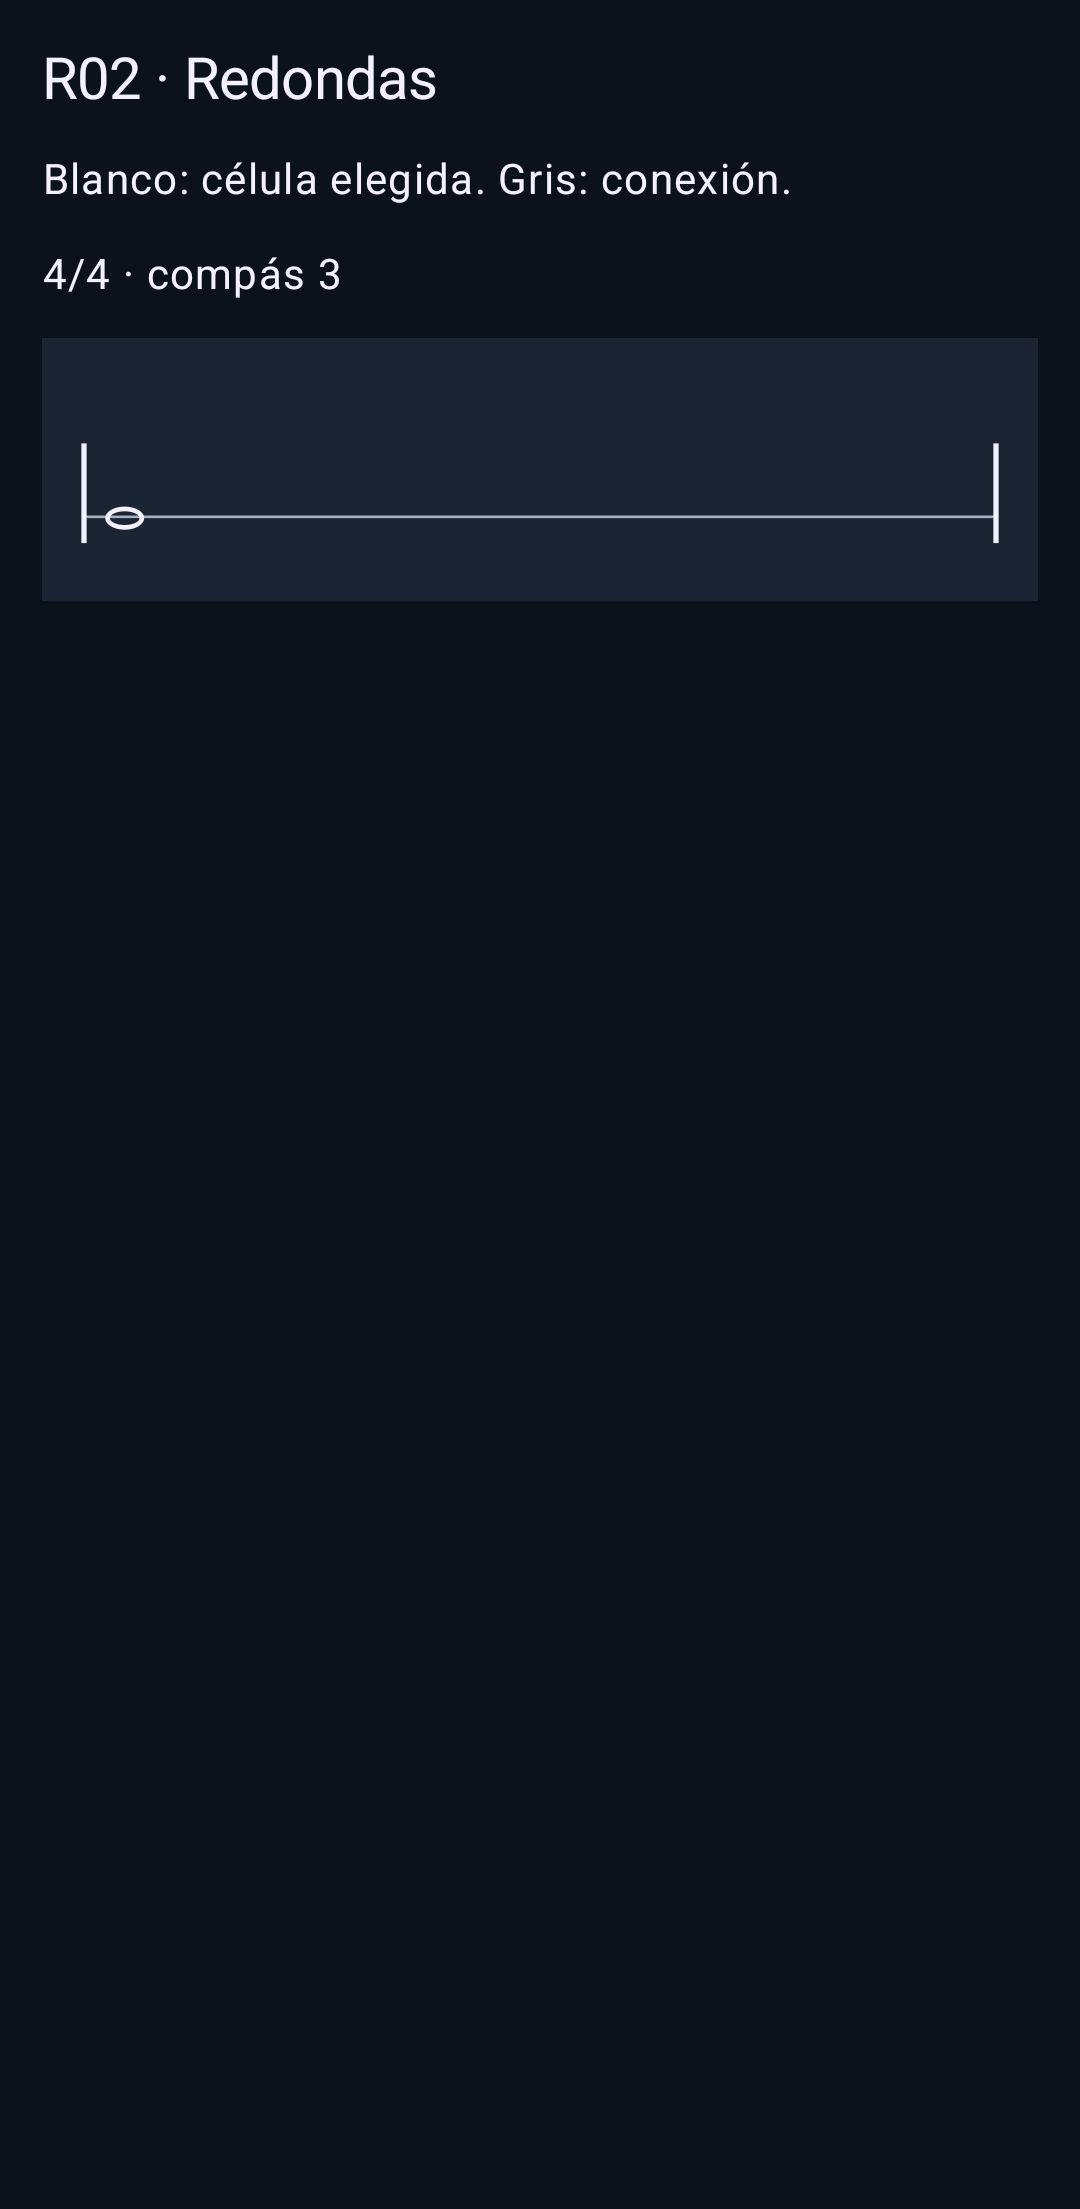 R02 · Redondas
Blanco: célula elegida. Gris: conexión.
4/4 · compás 3